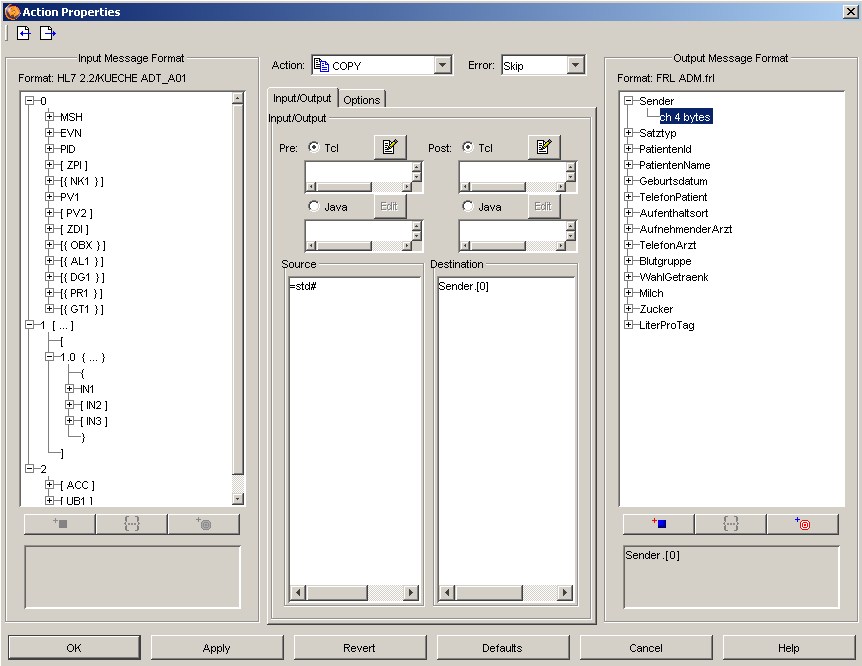 Action Properties
Input Message Format
Format: HL7 2.2/KUECHE ADT_A01
0
MSH
EVN
PID
[ ZPI ]
[{ NK1 }]
PV1
[ PV2 ]
[ ZDI ]
[{ OBX }]
[{ AL1 }]
[{ DG1 }]
[{ PR1 }]
[{ GT1 }]
1 [ ... ]
[
1.0 { ... }
{
IN1
[ IN2 ]
[ IN3 ]
}
]
2
[ ACC ]
[ UB1 ]
{...}
Action: COPY
Error: Skip
Input/Output
Options
Input/Output
Pre: Tcl
Post: Tcl
Java Edit
Java Edit
Source
=std#
Destination
Sender.[0]
Output Message Format
Format: FRL ADM.frl
Sender
ch 4 bytes
Satztyp
PatientenId
PatientenName
Geburtsdatum
TelefonPatient
Aufenthaltsort
AufnehmenderArzt
TelefonArzt
Blutgruppe
WahlGetraenk
Milch
Zucker
LiterProTag
{...}
Sender.[0]
OK
Apply
Revert
Defaults
Cancel
Help